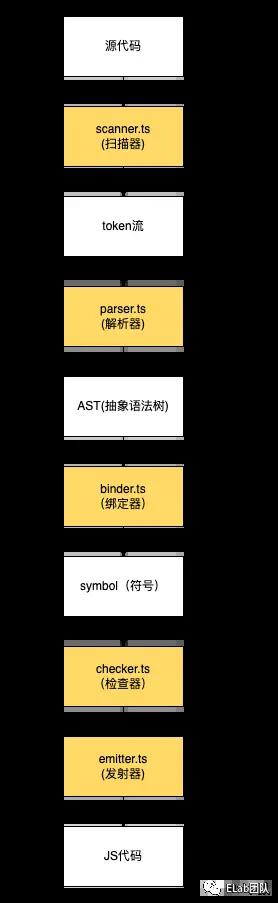 源代码
scanner.ts
(扫描器)
token流
parser.ts
(解析器)
AST(抽象语法树)
binder.ts
(绑定器）
symbol（符号）
checker.ts
(检查器）
emitter.ts
(发射器)
JS代码
ELab团队